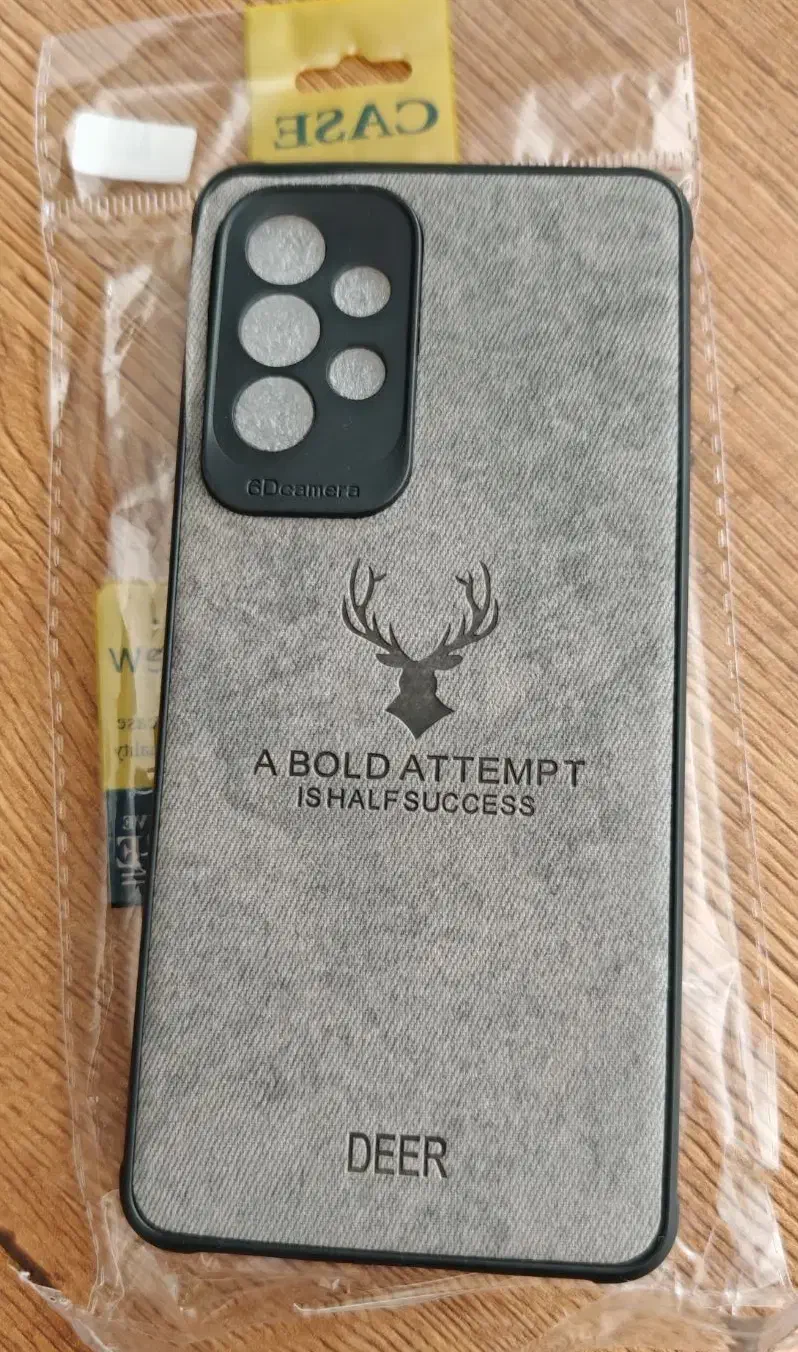 CASE
6Dcamera
A BOLD ATTEMPT
IS HALF SUCCESS
DEER